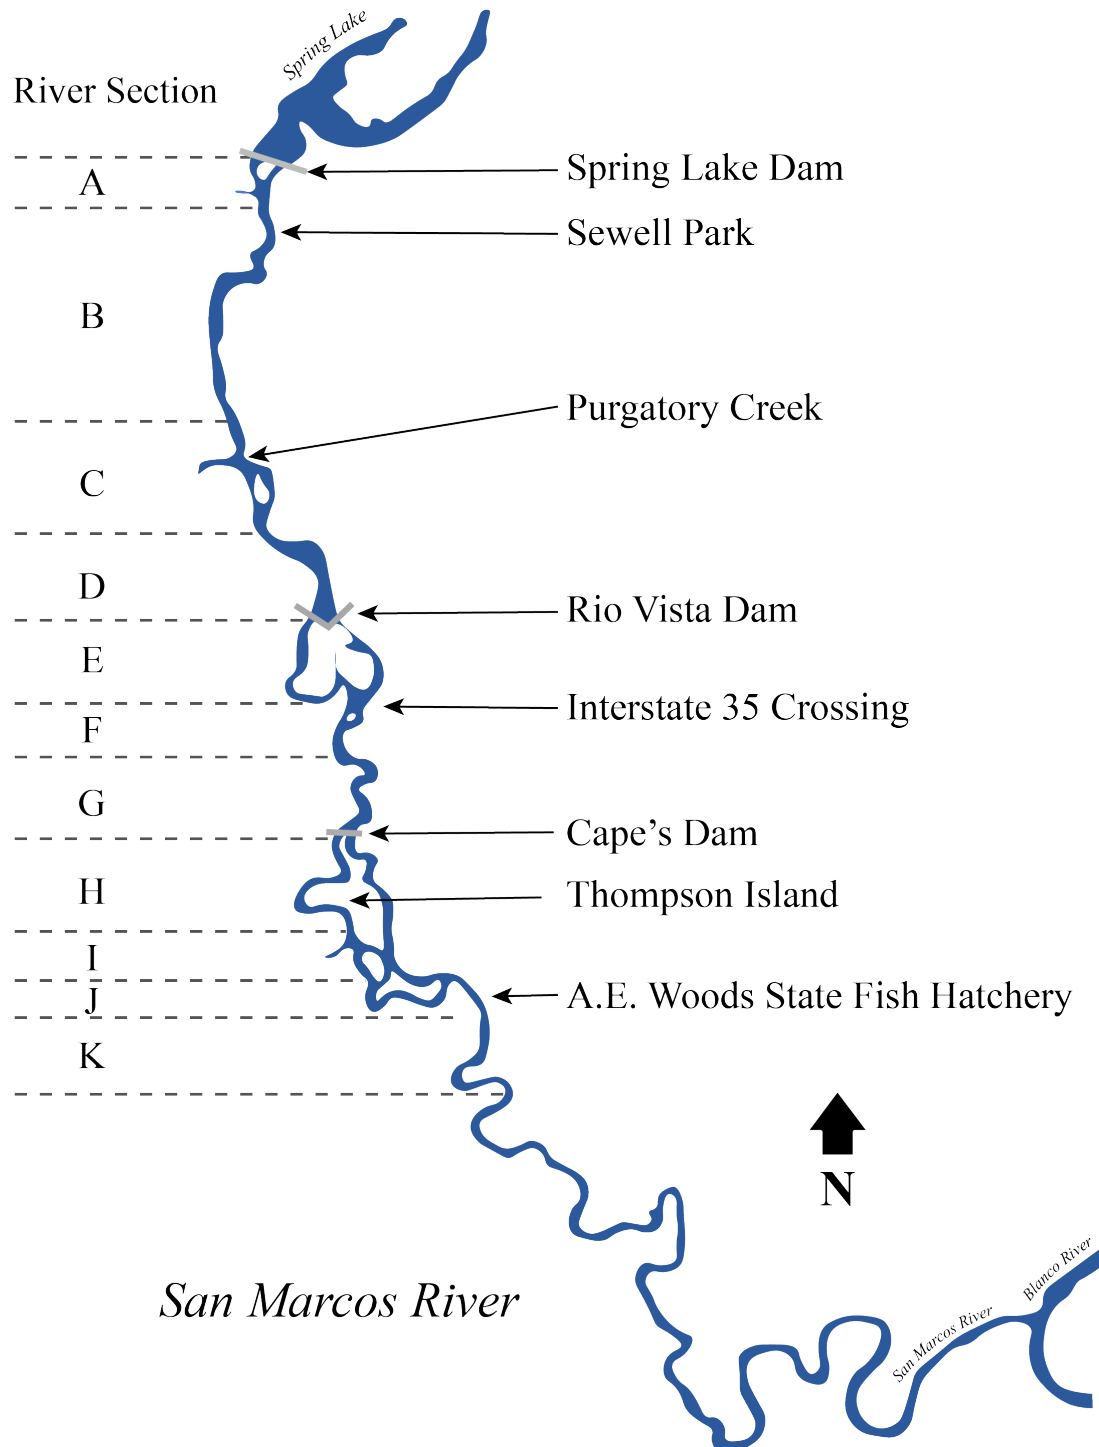 Spring Lake
River Section
A
Spring Lake Dam
Sewell Park
B
Purgatory Creek
C
D
Rio Vista Dam
E
Interstate 35 Crossing
F
G
Cape’s Dam
H
Thompson Island
I
J
A.E. Woods State Fish Hatchery
K
N
San Marcos River
Blanco River
San Marcos River